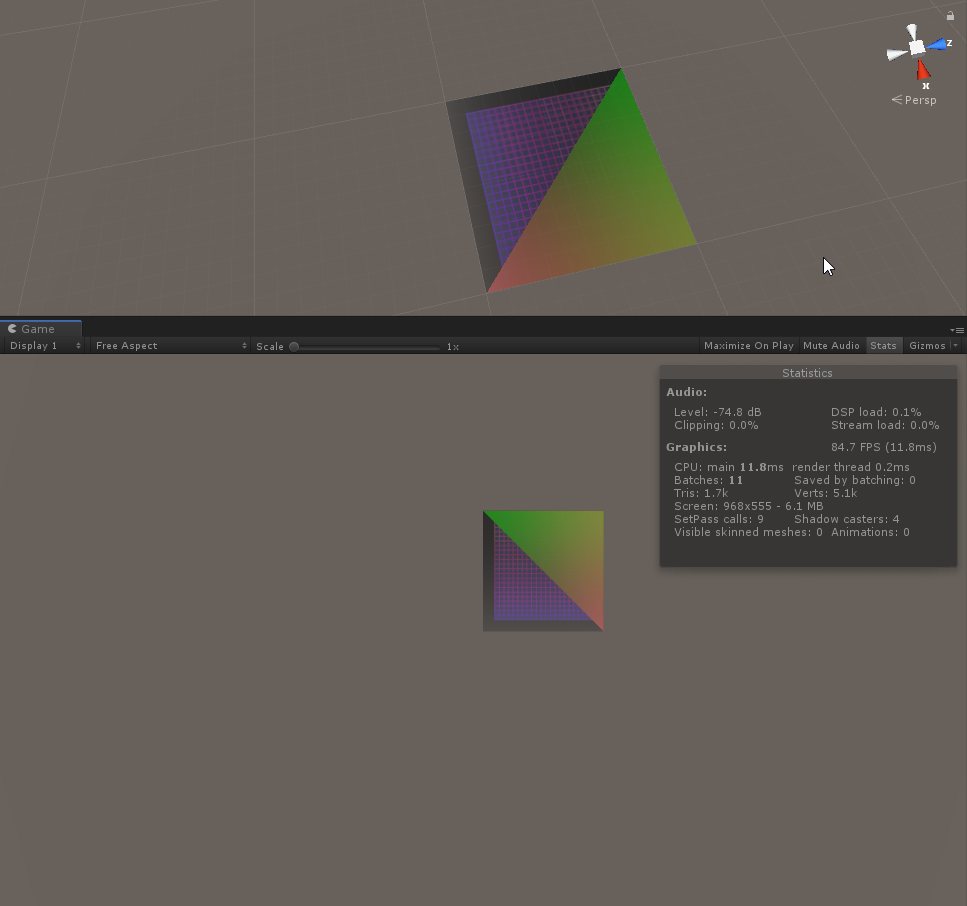 z
x
Persp
Game
Display 1 Free Aspect Scale 1x Maximize On Play Mute Audio Stats Gizmos
Statistics
Audio:
Level: -74.8 dB DSP load: 0.1%
Clipping: 0.0% Stream load: 0.0%
Graphics: 84.7 FPS (11.8ms)
CPU: main 11.8ms render thread 0.2ms
Batches: 11 Saved by batching: 0
Tris: 1.7k Verts: 5.1k
Screen: 968x555 - 6.1 MB
SetPass calls: 9 Shadow casters: 4
Visible skinned meshes: 0 Animations: 0